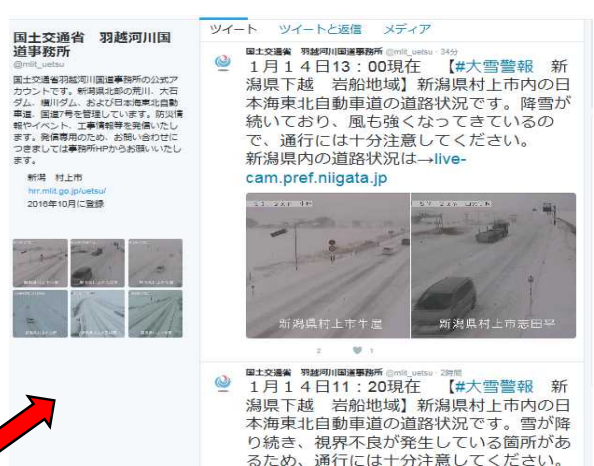 国土交通省 羽越河川国
道事務所
@mlit_uetsu
国土交通省羽越河川国道事務所の公式ア
カウントです。新潟県北部の荒川、大石
ダム、横川ダム、および日本海東北自動
車道、国道7号を管理しています。防災情
報やイベント、工事情報等を発信いたし
ます。発信専用のため、お問い合わせに
つきましては事務所HPからお願いいたし
ます。
新潟 村上市
hrr.mlit.go.jp/uetsu/
2016年10月に登録
ツイート ツイートと返信 メディア
国土交通省 羽越河川国道事務所 @mlit_uetsu · 34分
1月14日13:00現在 【#大雪警報 新
潟県下越 岩船地域】新潟県村上市内の日
本海東北自動車道の道路状況です。降雪が
続いており、風も強くなってきているの
で、通行には十分注意してください。
新潟県内の道路状況は→live-
cam.pref.niigata.jp
新潟県村上市牛屋
新潟県村上市志田平
2 1
国土交通省 羽越河川国道事務所 @mlit_uetsu · 2時間
1月14日11:20現在 【#大雪警報 新
潟県下越 岩船地域】新潟県村上市内の日
本海東北自動車道の道路状況です。雪が降
り続き、視界不良が発生している箇所があ
るため、通行には十分注意してください。